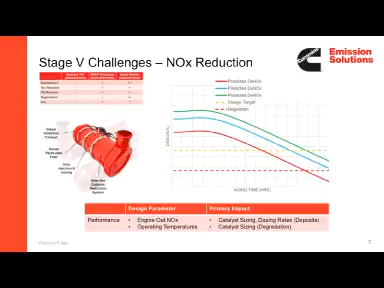 Stage V Challenges – NOx Reduction
Cummins
Emission
Solutions
Diesel
Oxidation
Catalyst
Diesel
Particulate
Filter
Urea
injection &
mixing
Selective
Catalytic
Reduction
System
Predicted DeNOx
Predicted DeNOx
Predicted DeNOx
Design Target
Regulation
AGING TIME (HRS)
Design Parameter
Primary Impact
Performance
• Engine Out NOx
• Operating Temperatures
• Catalyst Sizing, Dosing Rates (Deposits)
• Catalyst Sizing (Degradation)
7